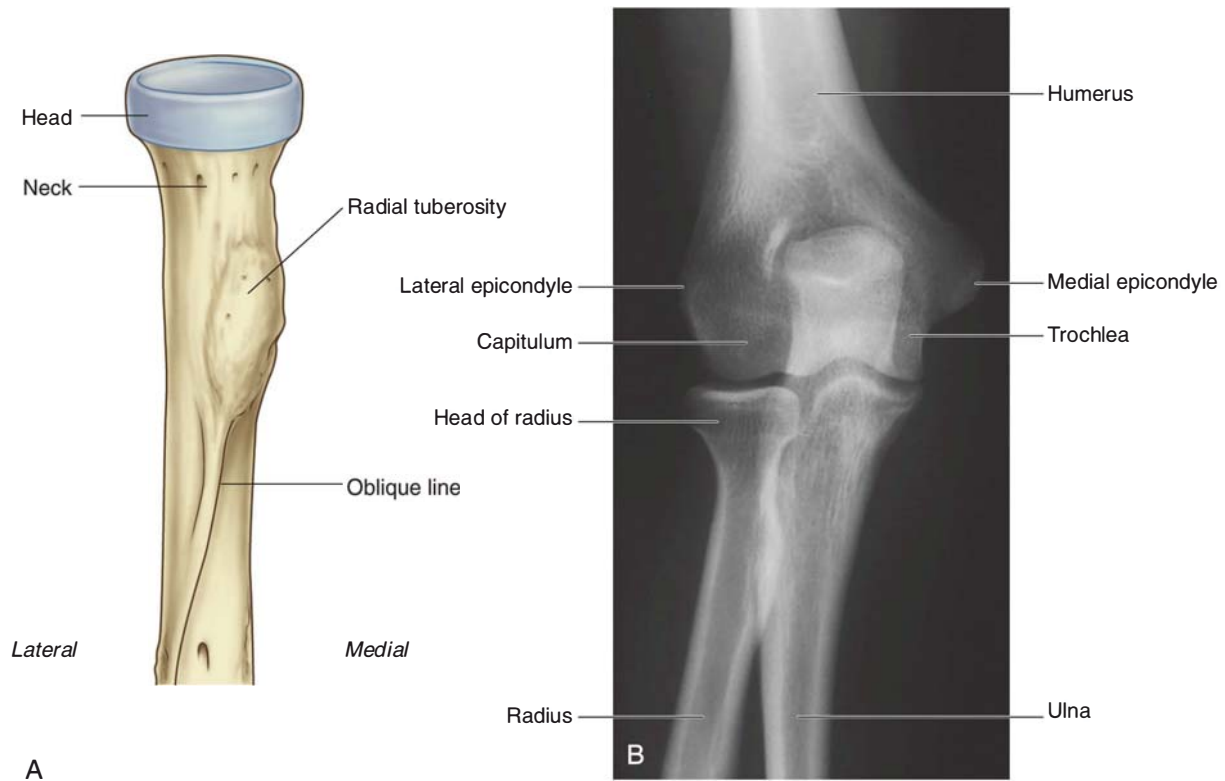 Head
Neck
Radial tuberosity
Oblique line
Lateral
Medial
A
Humerus
Lateral epicondyle
Medial epicondyle
Capitulum
Trochlea
Head of radius
Radius
Ulna
B